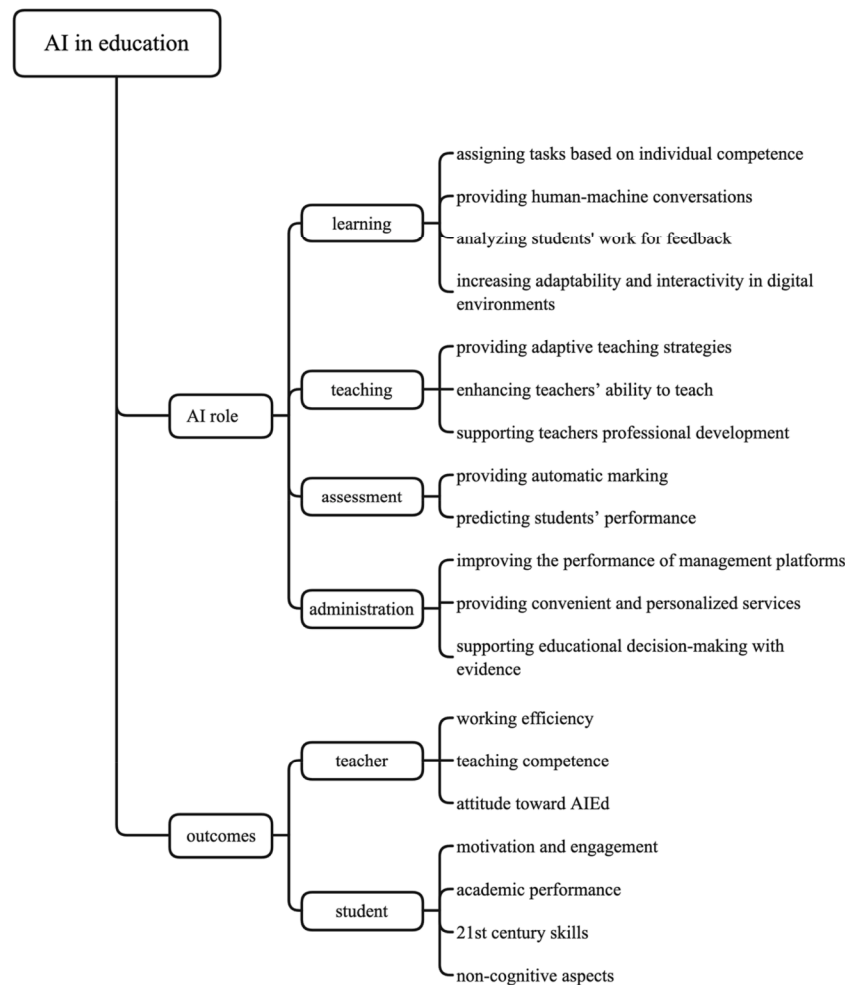 AI in education
assigning tasks based on individual competence
providing human-machine conversations
learning
analyzing students' work for feedback
increasing adaptability and interactivity in digital
environments
providing adaptive teaching strategies
teaching
enhancing teachers’ ability to teach
supporting teachers professional development
AI role
providing automatic marking
assessment
predicting students’ performance
improving the performance of management platforms
administration
providing convenient and personalized services
supporting educational decision-making with
evidence
working efficiency
teacher
teaching competence
attitude toward AIEd
outcomes
motivation and engagement
academic performance
student
21st century skills
non-cognitive aspects